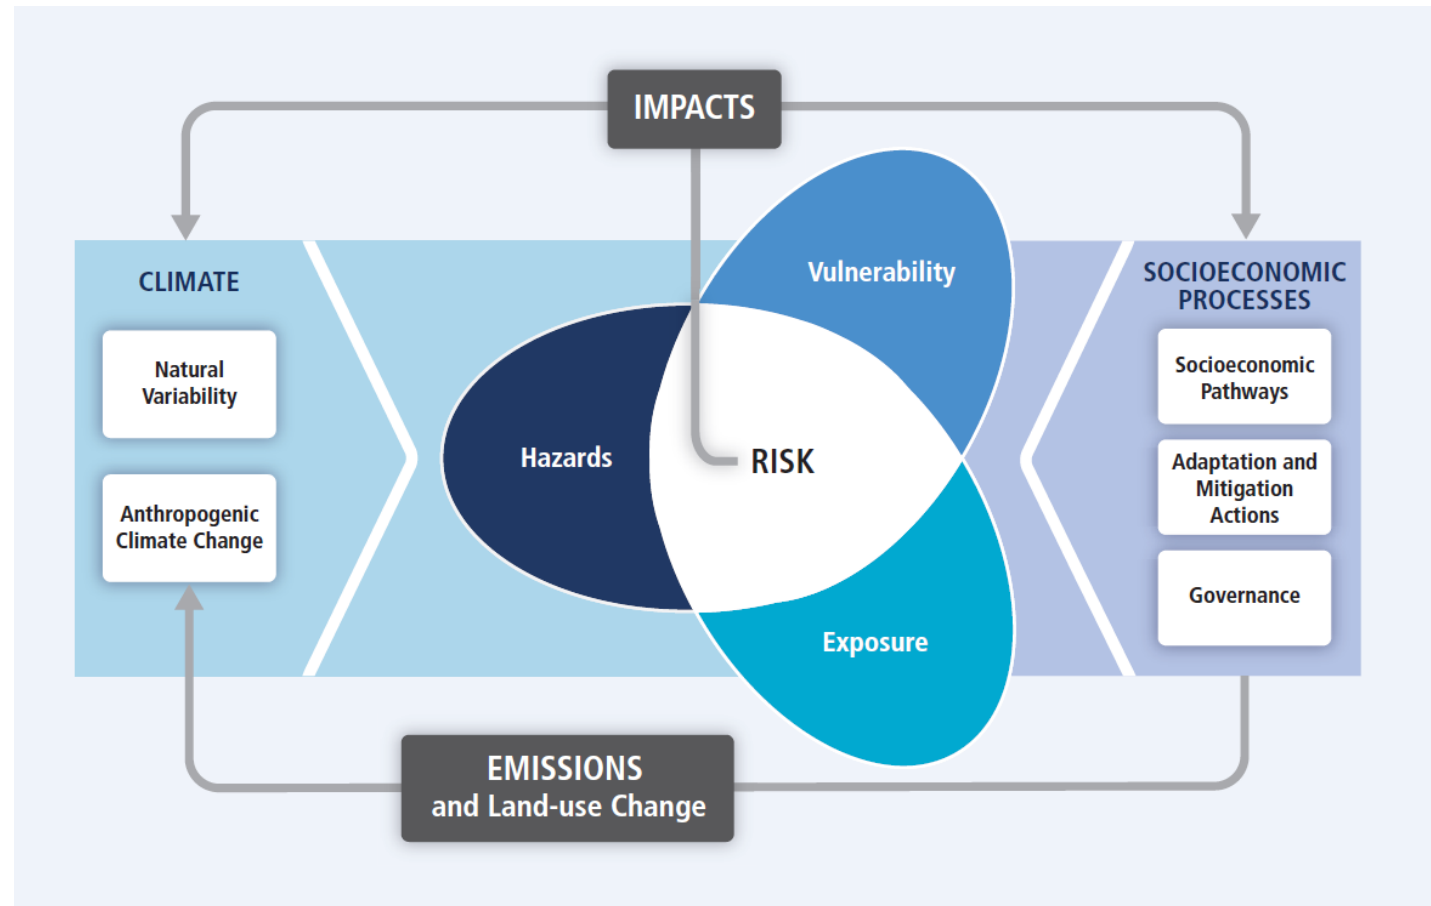 IMPACTS
CLIMATE
Natural
Variability
Anthropogenic
Climate Change
Vulnerability
Hazards
RISK
Exposure
SOCIOECONOMIC
PROCESSES
Socioeconomic
Pathways
Adaptation and
Mitigation
Actions
Governance
EMISSIONS
and Land-use Change